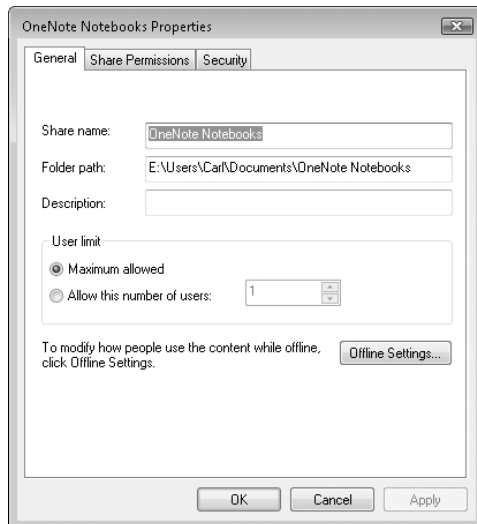 OneNote Notebooks Properties
General Share Permissions Security
Share name: OneNote Notebooks
Folder path: E:\Users\Carl\Documents\OneNote Notebooks
Description:
User limit
Maximum allowed
Allow this number of users: 1
To modify how people use the content while offline,
click Offline Settings.
Offline Settings...
OK Cancel Apply